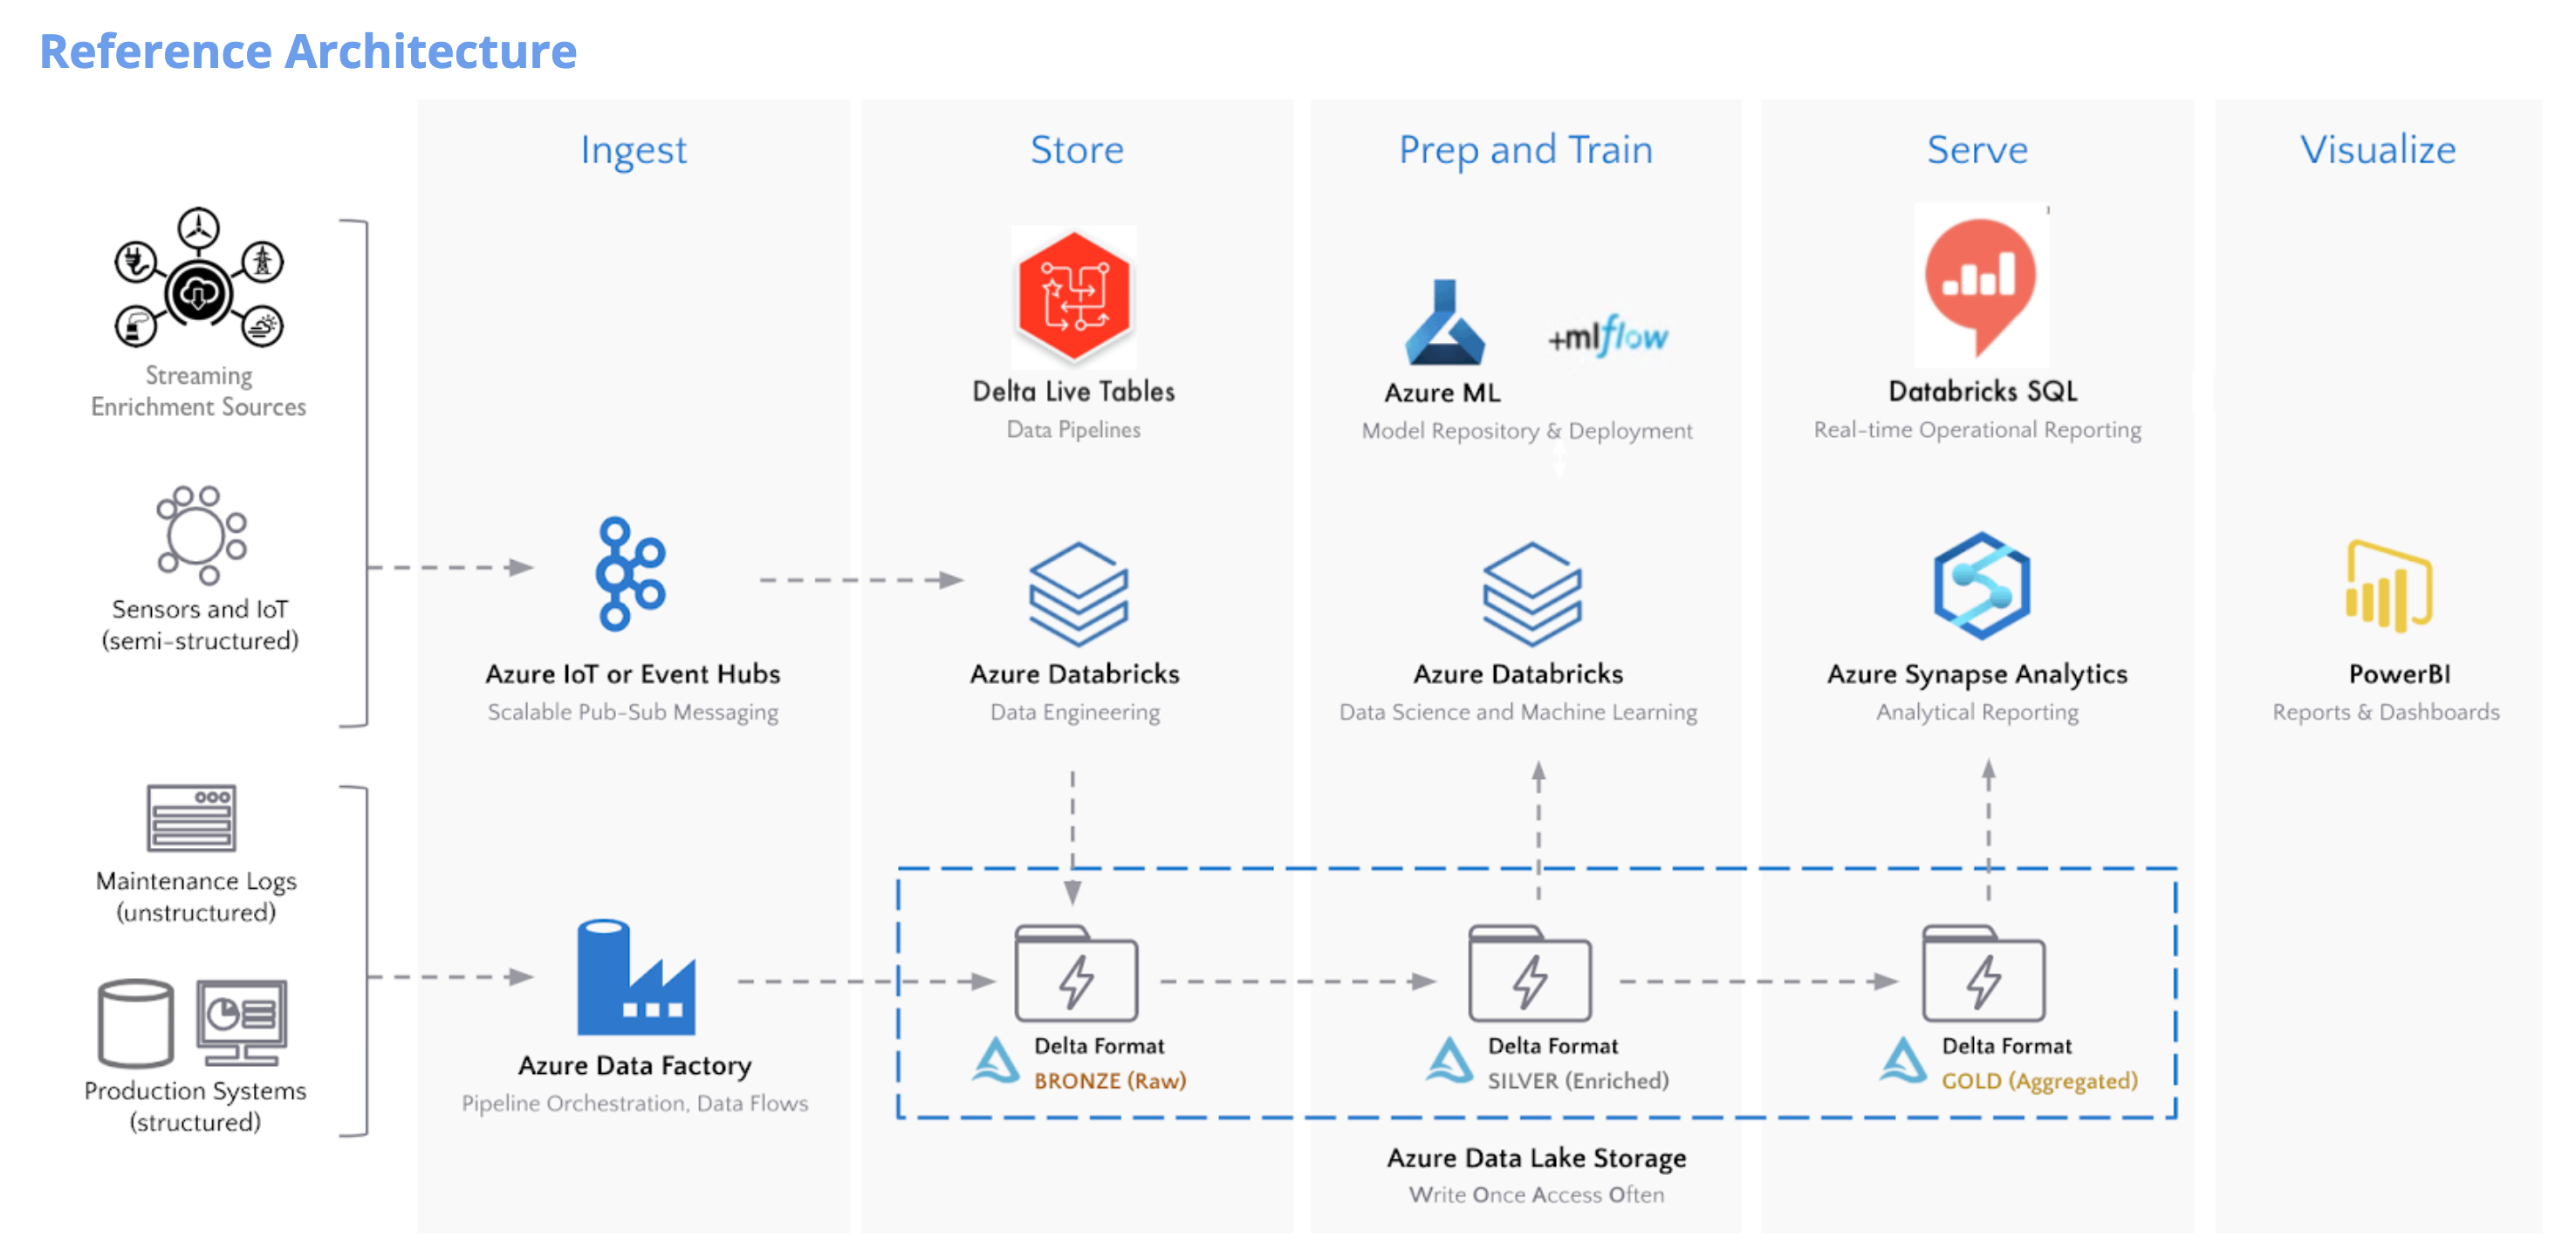 Reference Architecture
Ingest
Store
Prep and Train
Serve
Visualize
Streaming
Enrichment Sources
Sensors and IoT
(semi-structured)
Maintenance Logs
(unstructured)
Production Systems
(structured)
Azure IoT or Event Hubs
Scalable Pub-Sub Messaging
Azure Data Factory
Pipeline Orchestration, Data Flows
Delta Live Tables
Data Pipelines
Azure Databricks
Data Engineering
Delta Format
BRONZE (Raw)
+mlflow
Azure ML
Model Repository & Deployment
Azure Databricks
Data Science and Machine Learning
Delta Format
SILVER (Enriched)
Azure Data Lake Storage
Write Once Access Often
Databricks SQL
Real-time Operational Reporting
Azure Synapse Analytics
Analytical Reporting
Delta Format
GOLD (Aggregated)
PowerBI
Reports & Dashboards